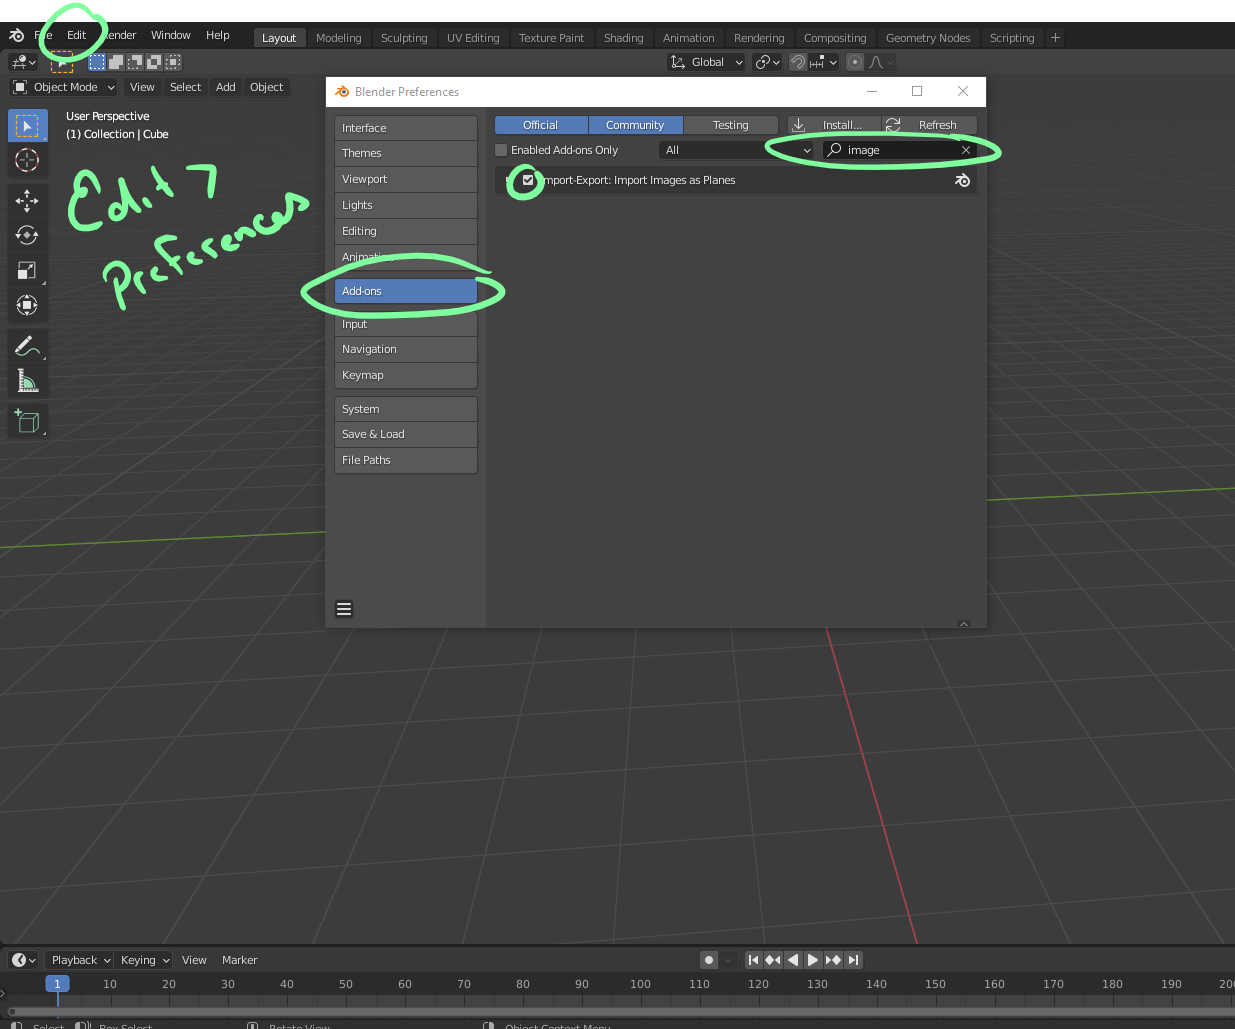 File Edit Render Window Help Layout Modeling Sculpting UV Editing Texture Paint Shading Animation Rendering Compositing Geometry Nodes Scripting +
Global
Object Mode View Select Add Object
User Perspective
(1) Collection | Cube
Edit >
Preferences
Blender Preferences
Interface
Themes
Viewport
Lights
Editing
Animation
Add-ons
Input
Navigation
Keymap
System
Save & Load
File Paths
Official Community Testing Install... Refresh
Enabled Add-ons Only All image
Import-Export: Import Images as Planes
Playback Keying View Marker
1 10 20 30 40 50 60 70 80 90 100 110 120 130 140 150 160 170 180 190 200
Select Box Select Rotate View Object Context Menu